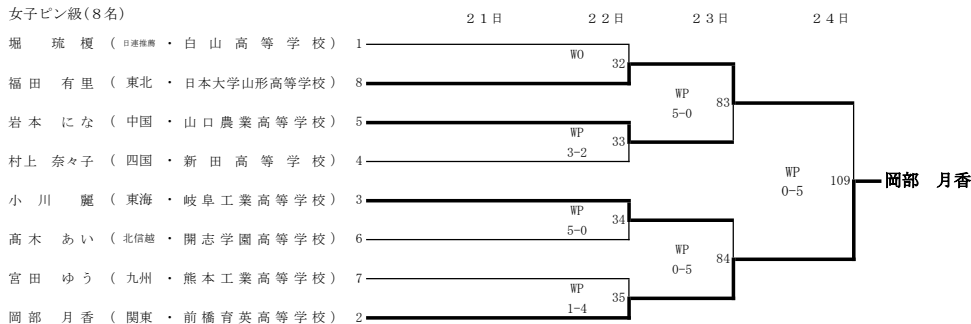 女子ピン級(8名)
21日 22日 23日 24日
堀 琉榎 ( 日連推薦 ・ 白山高等学校 ) 1
WO 32
福田 有里 ( 東北 ・ 日本大学山形高等学校 ) 8
WP 5-0 83
岩本 にな ( 中国 ・ 山口農業高等学校 ) 5
WP 3-2 33
村上 奈々子 ( 四国 ・ 新田高等学校 ) 4
WP 0-5 109 岡部 月香
小川 麗 ( 東海 ・ 岐阜工業高等学校 ) 3
WP 5-0 34
髙木 あい ( 北信越 ・ 開志学園高等学校 ) 6
WP 0-5 84
宮田 ゆう ( 九州 ・ 熊本工業高等学校 ) 7
WP 1-4 35
岡部 月香 ( 関東 ・ 前橋育英高等学校 ) 2